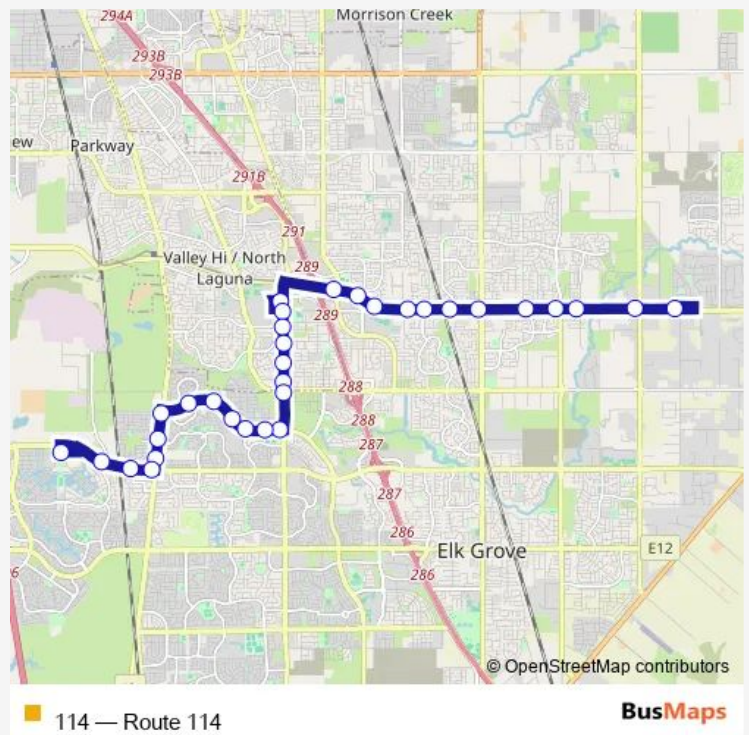 Morrison Creek
294A
293B
293B
ew
Parkway
291B
291
Valley Hi / North
Laguna
289
289
288
288
287
287
286
Elk Grove
E12
286
6
© OpenStreetMap contributors
114 — Route 114
BusMaps